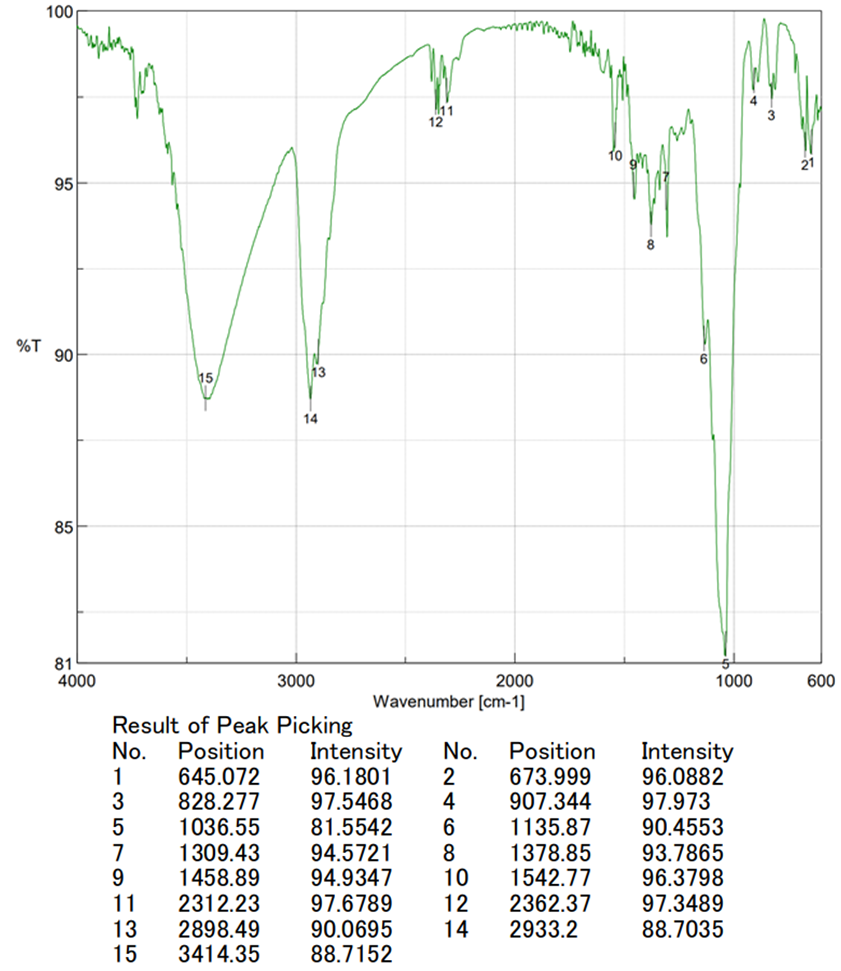 100
95
90
85
81
%T
12
11
10
9
7
8
4
3
21
15
13
14
6
5
4000 3000 2000 1000 600
Wavenumber [cm-1]
Result of Peak Picking
No. Position Intensity No. Position Intensity
1 645.072 96.1801 2 673.999 96.0882
3 828.277 97.5468 4 907.344 97.973
5 1036.55 81.5542 6 1135.87 90.4553
7 1309.43 94.5721 8 1378.85 93.7865
9 1458.89 94.9347 10 1542.77 96.3798
11 2312.23 97.6789 12 2362.37 97.3489
13 2898.49 90.0695 14 2933.2 88.7035
15 3414.35 88.7152